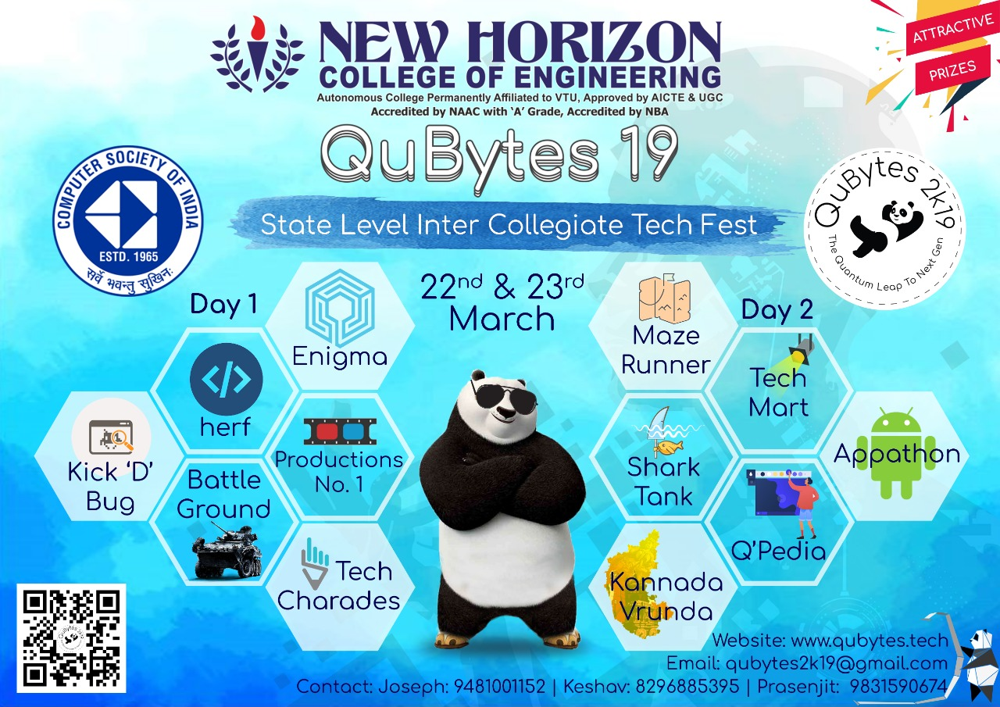 NEW HORIZON
COLLEGE OF ENGINEERING
Autonomous College Permanently Affiliated to VTU, Approved by AICTE & UGC
Accredited by NAAC with ‘A’ Grade, Accredited by NBA
ATTRACTIVE
PRIZES
QuBytes 19
State Level Inter Collegiate Tech Fest
COMPUTER SOCIETY OF INDIA
ESTD. 1965
सर्वे भवन्तु सुखिनः
QuBytes 2k19
The Quantum Leap To Next Gen
22nd & 23rd
March
Day 1
Enigma
herf
Kick ‘D’
Bug
Productions
No. 1
Battle
Ground
Tech
Charades
Day 2
Maze
Runner
Tech
Mart
Shark
Tank
Appathon
Q'Pedia
Kannada
Vrunda
QuBytes 2k19
Website: www.qubytes.tech
Email: qubytes2k19@gmail.com
Contact: Joseph: 9481001152 | Keshav: 8296885395 | Prasenjit: 9831590674